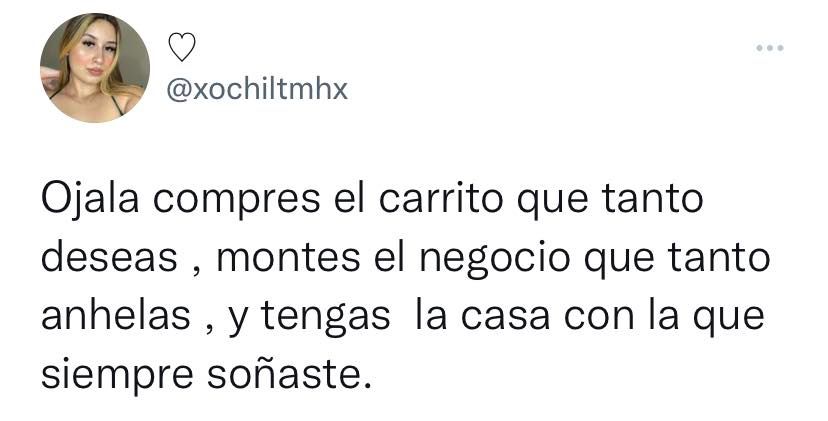 ♡
@xochiltmhx
Ojala compres el carrito que tanto
deseas , montes el negocio que tanto
anhelas , y tengas  la casa con la que
siempre soñaste.